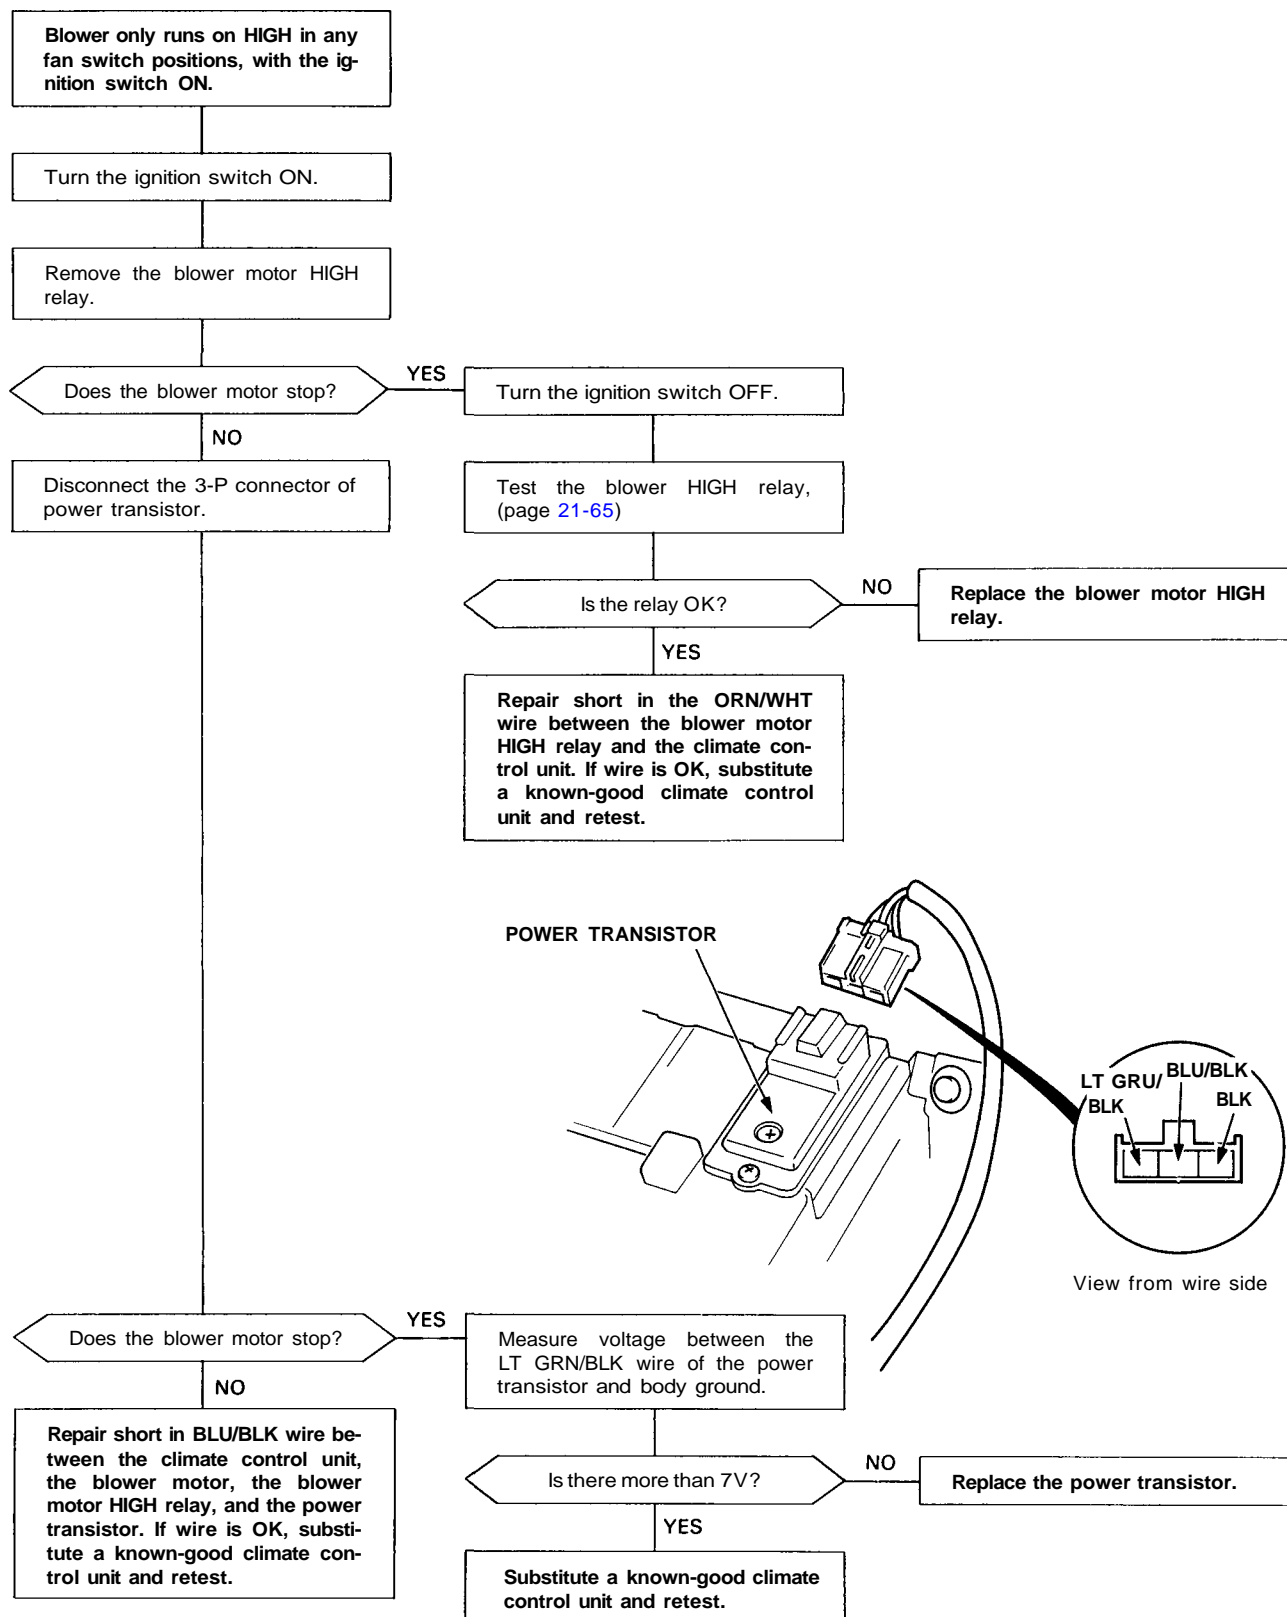 Blower only runs on HIGH in any
fan switch positions, with the ig-
nition switch ON.
Turn the ignition switch ON.
Remove the blower motor HIGH
relay.
Does the blower motor stop?
YES
Turn the ignition switch OFF.
NO
Disconnect the 3-P connector of
power transistor.
Test the blower HIGH relay,
(page 21-65)
Is the relay OK?
NO
Replace the blower motor HIGH
relay.
YES
Repair short in the ORN/WHT
wire between the blower motor
HIGH relay and the climate con-
trol unit. If wire is OK, substitute
a known-good climate control
unit and retest.
POWER TRANSISTOR
LT GRU/
BLK
BLU/BLK
BLK
View from wire side
Does the blower motor stop?
YES
Measure voltage between the
LT GRN/BLK wire of the power
transistor and body ground.
NO
Repair short in BLU/BLK wire be-
tween the climate control unit,
the blower motor, the blower
motor HIGH relay, and the power
transistor. If wire is OK, substi-
tute a known-good climate con-
trol unit and retest.
Is there more than 7V?
NO
Replace the power transistor.
YES
Substitute a known-good climate
control unit and retest.